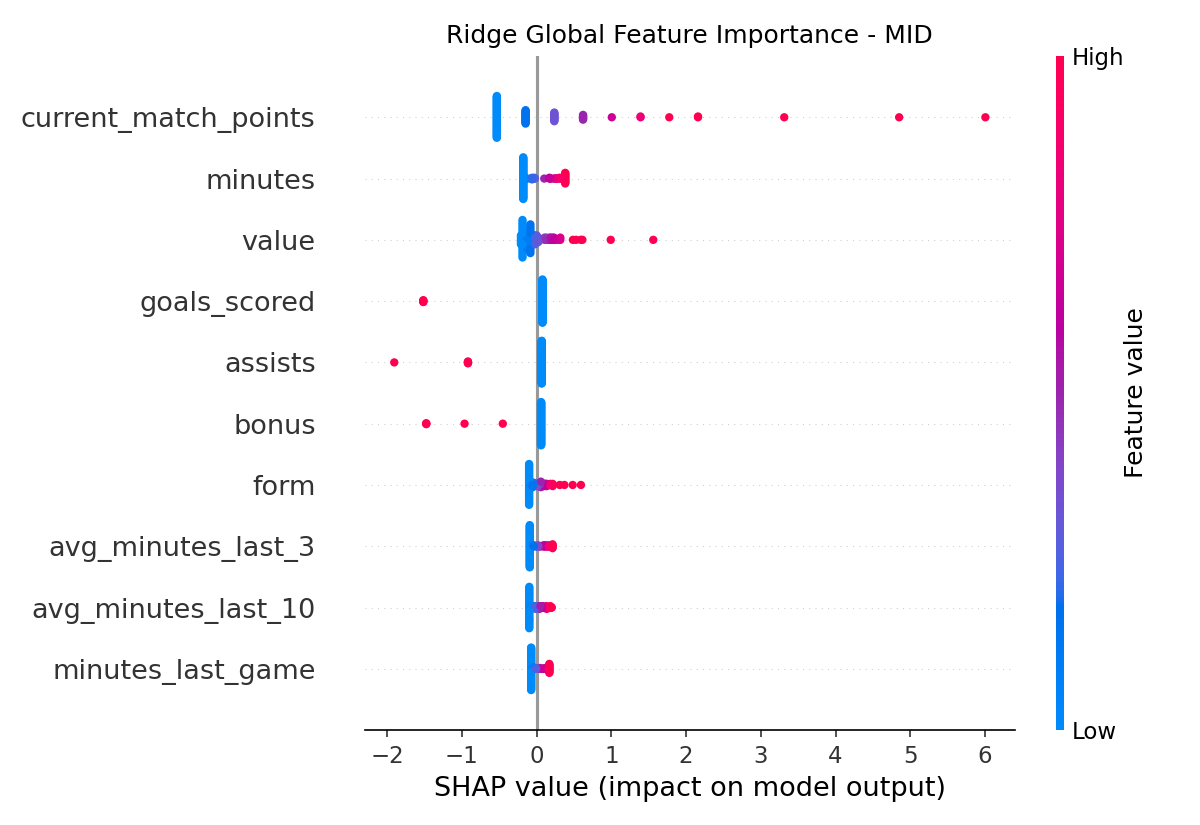 Ridge Global Feature Importance - MID
High
current_match_points
minutes
value
goals_scored
assists
bonus
form
avg_minutes_last_3
avg_minutes_last_10
minutes_last_game
Feature value
Low
−2 −1 0 1 2 3 4 5 6
SHAP value (impact on model output)